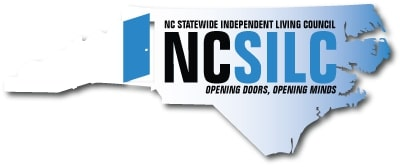 NC STATEWIDE INDEPENDENT LIVING COUNCIL
NCSILC
OPENING DOORS, OPENING MINDS